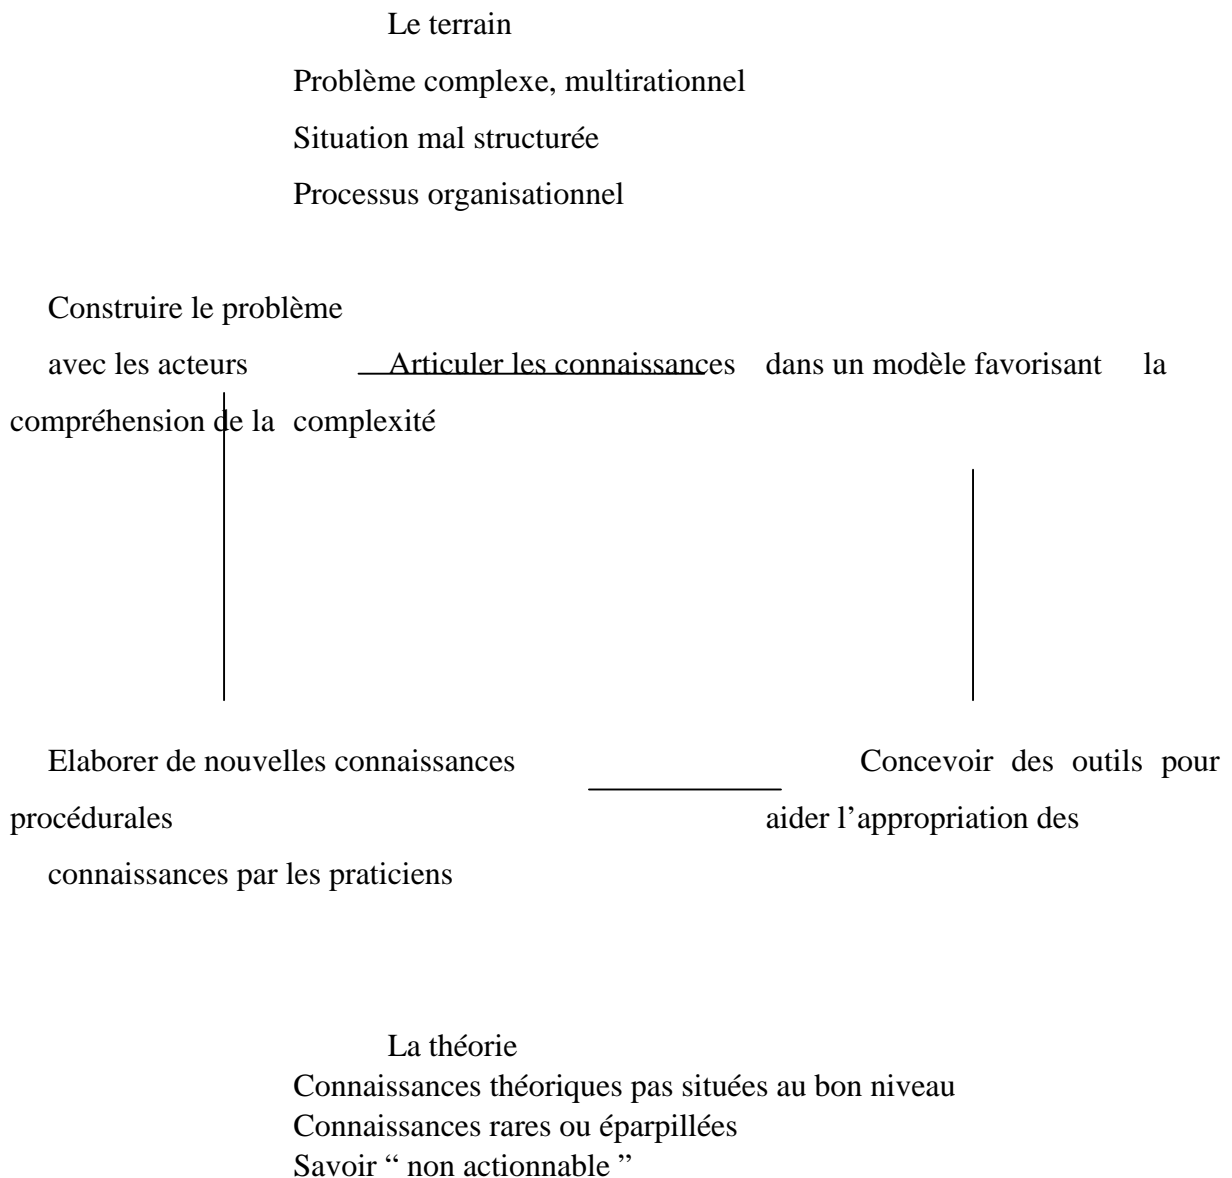 Le terrain
Problème complexe, multirationnel
Situation mal structurée
Processus organisationnel
Construire le problème
avec les acteurs Articuler les connaissances dans un modèle favorisant la
compréhension de la complexité
Elaborer de nouvelles connaissances Concevoir des outils pour
procédurales aider l’appropriation des
connaissances par les praticiens
La théorie
Connaissances théoriques pas situées au bon niveau
Connaissances rares ou éparpillées
Savoir “ non actionnable ”